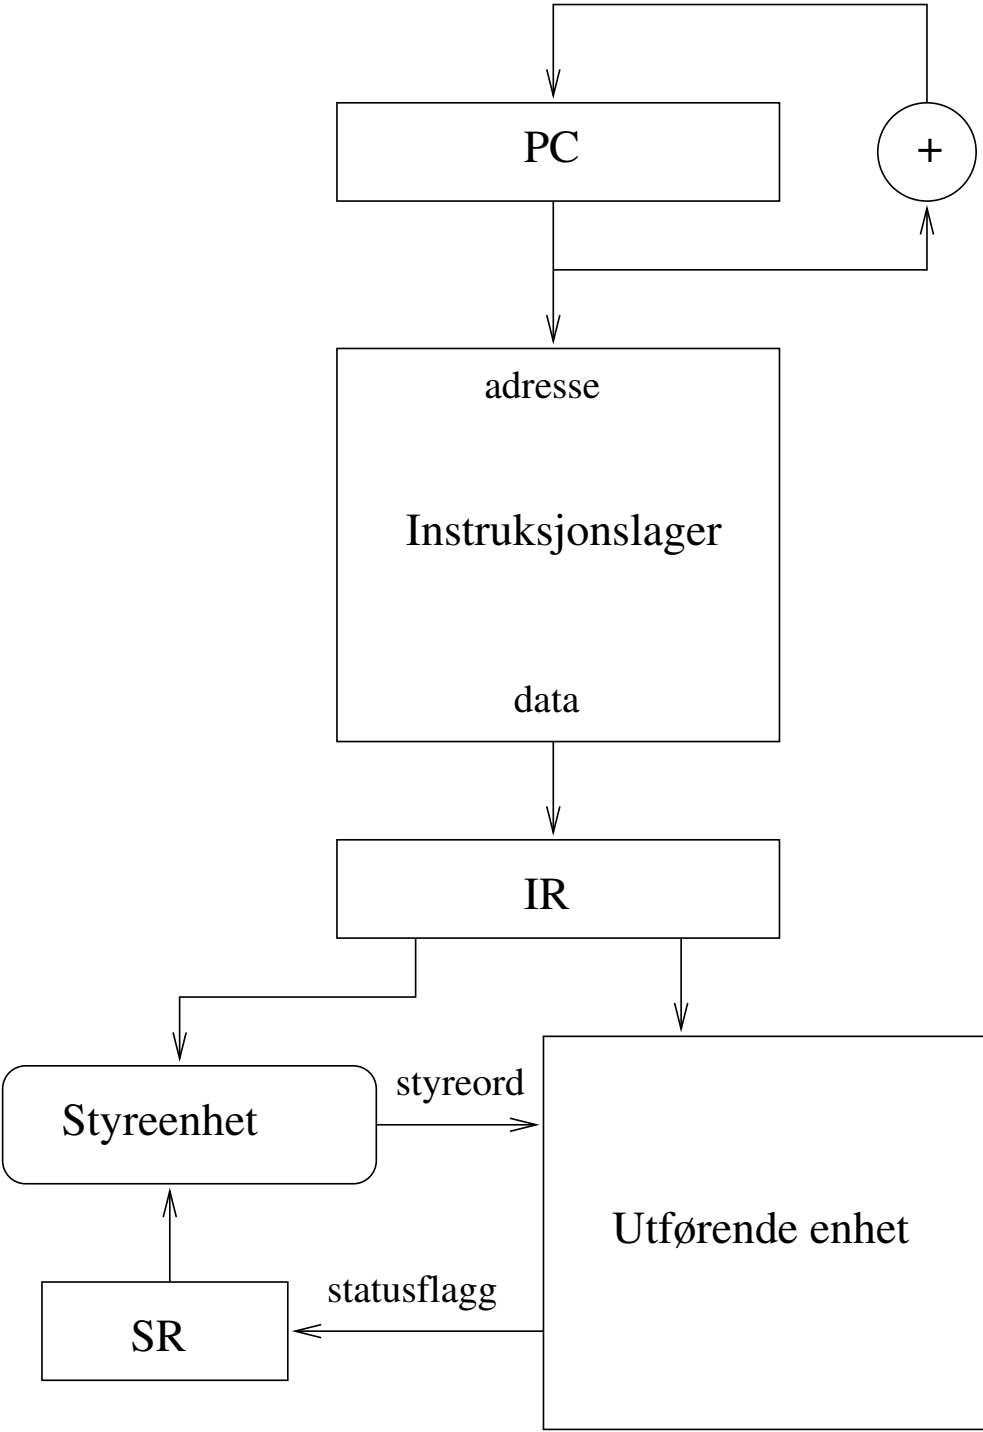 PC
+
adresse
Instruksjonslager
data
IR
styreord
Styreenhet
Utførende enhet
statusflagg
SR